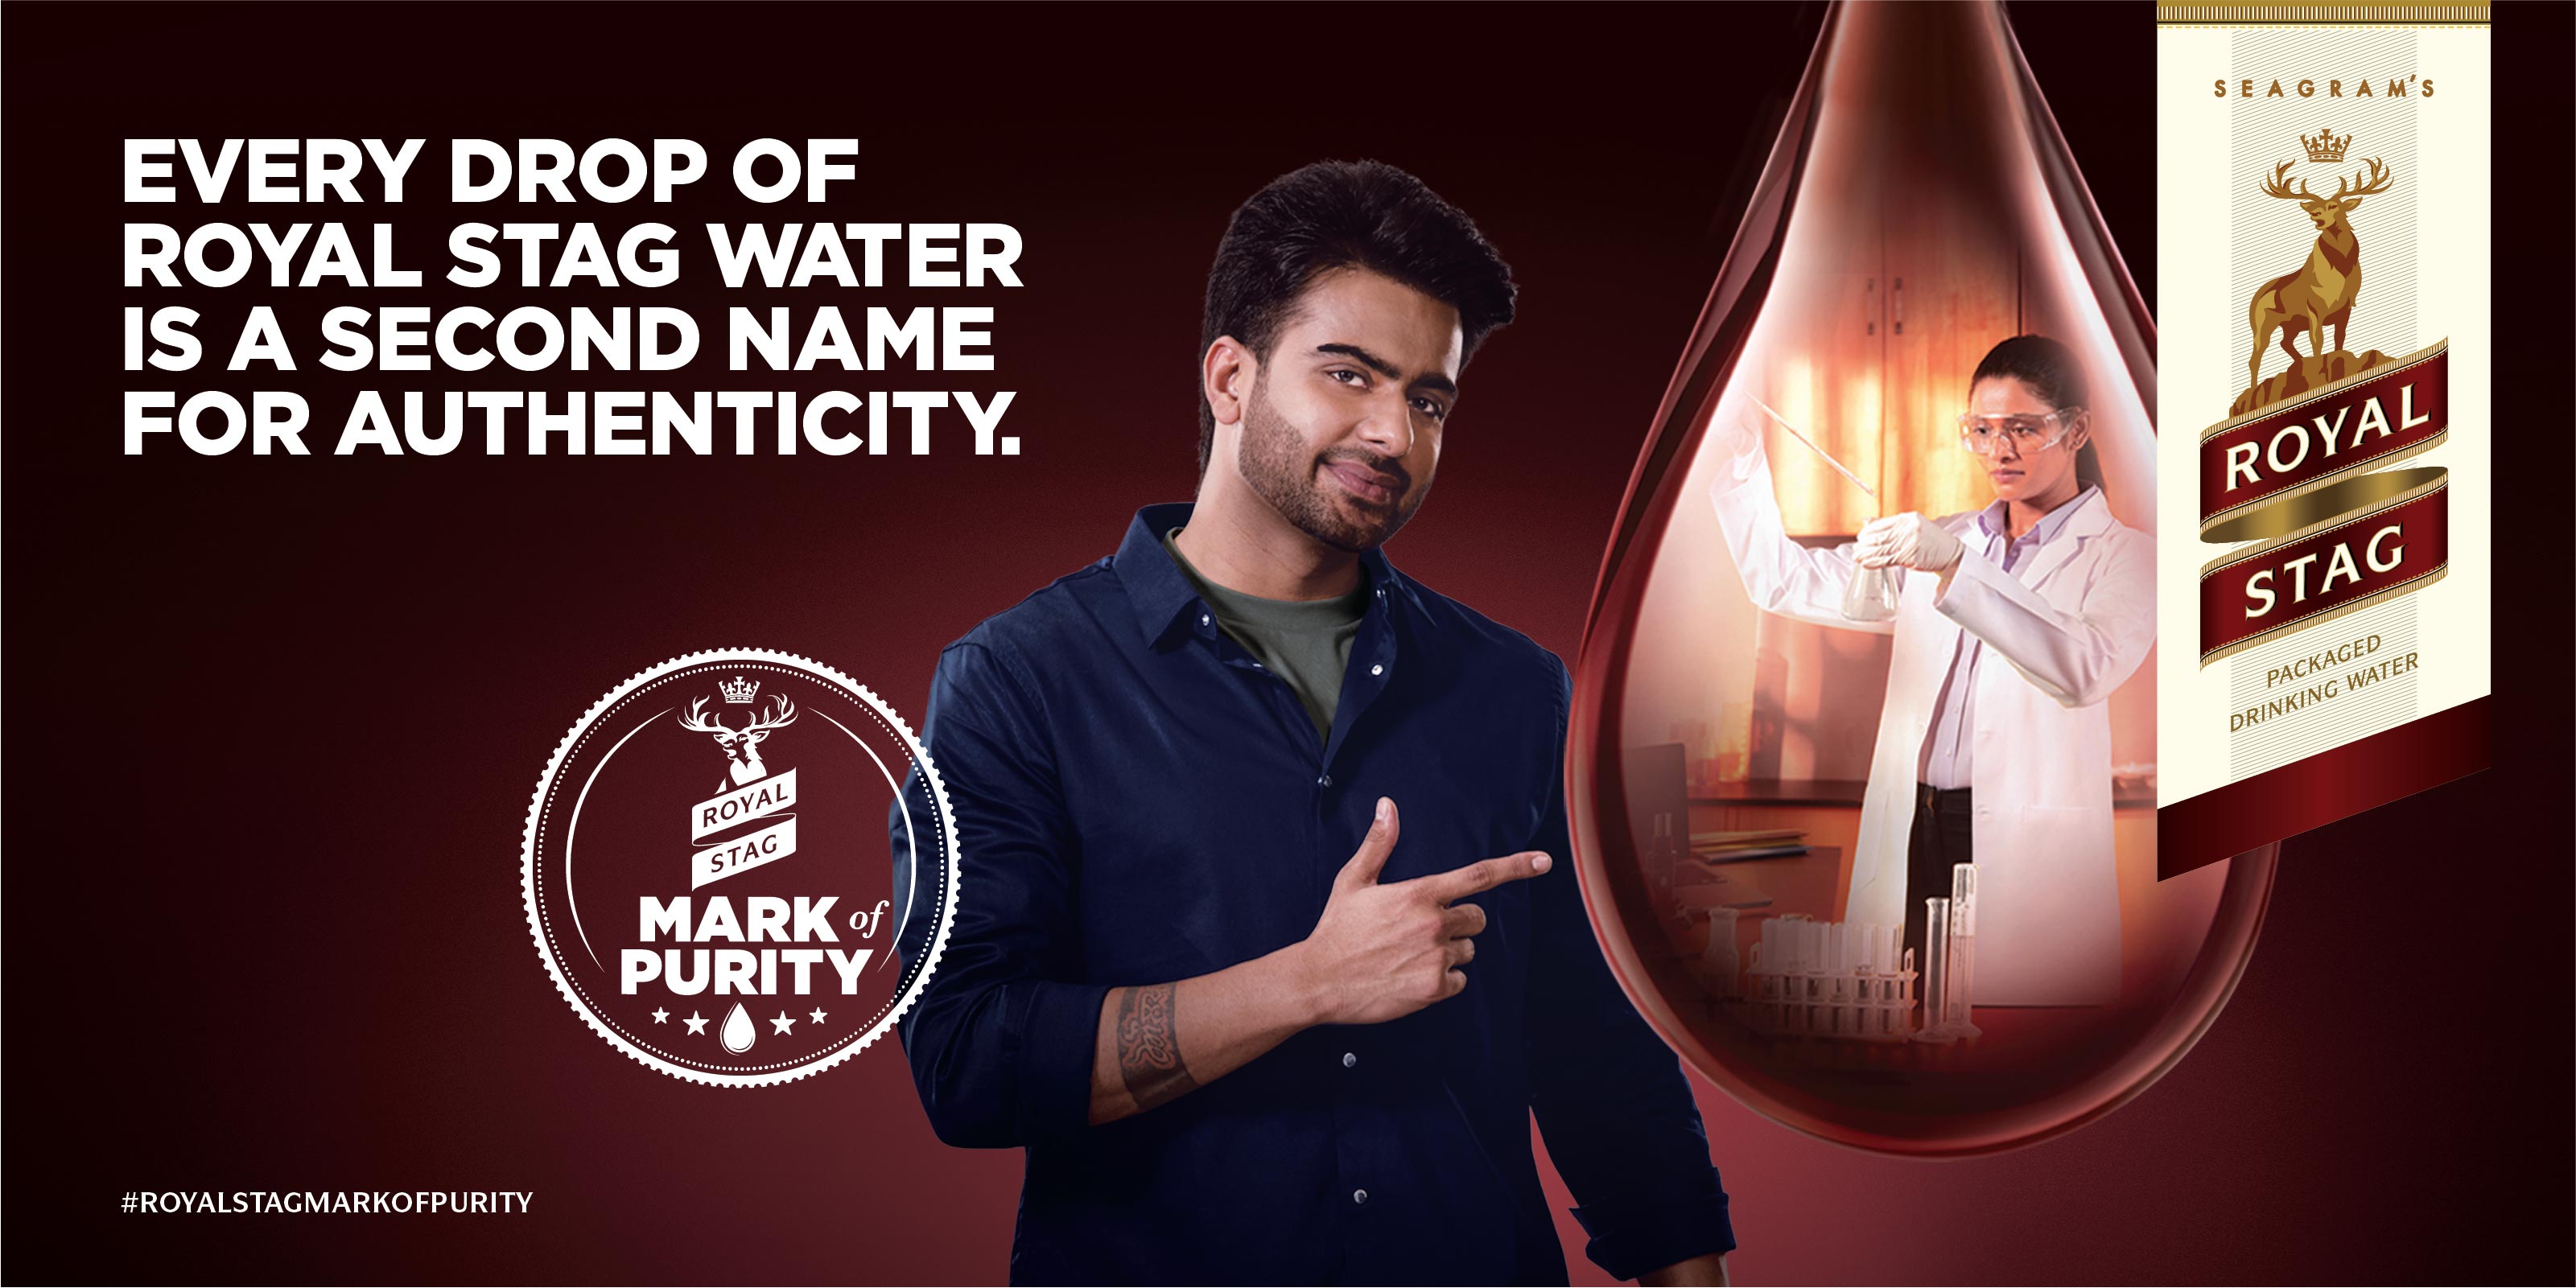 EVERY DROP OF
ROYAL STAG WATER
IS A SECOND NAME
FOR AUTHENTICITY.
ROYAL
STAG
MARK of
PURITY
#ROYALSTAGMARKOFPURITY
SEAGRAM'S
ROYAL
STAG
PACKAGED
DRINKING WATER